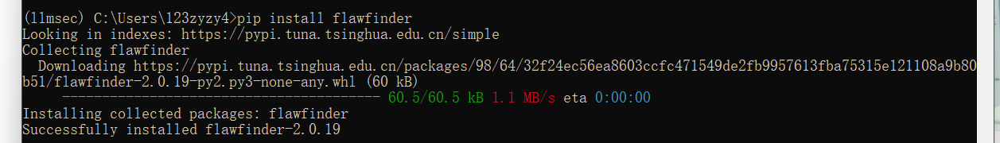 (llmsec) C:\Users\123zyzy4>pip install flawfinder
Looking in indexes: https://pypi.tuna.tsinghua.edu.cn/simple
Collecting flawfinder
  Downloading https://pypi.tuna.tsinghua.edu.cn/packages/98/64/32f24ec56ea8603ccfc471549de2fb9957613fba75315e121108a9b80
b51/flawfinder-2.0.19-py2.py3-none-any.whl (60 kB)
     ---------------------------------------- 60.5/60.5 kB 1.1 MB/s eta 0:00:00
Installing collected packages: flawfinder
Successfully installed flawfinder-2.0.19